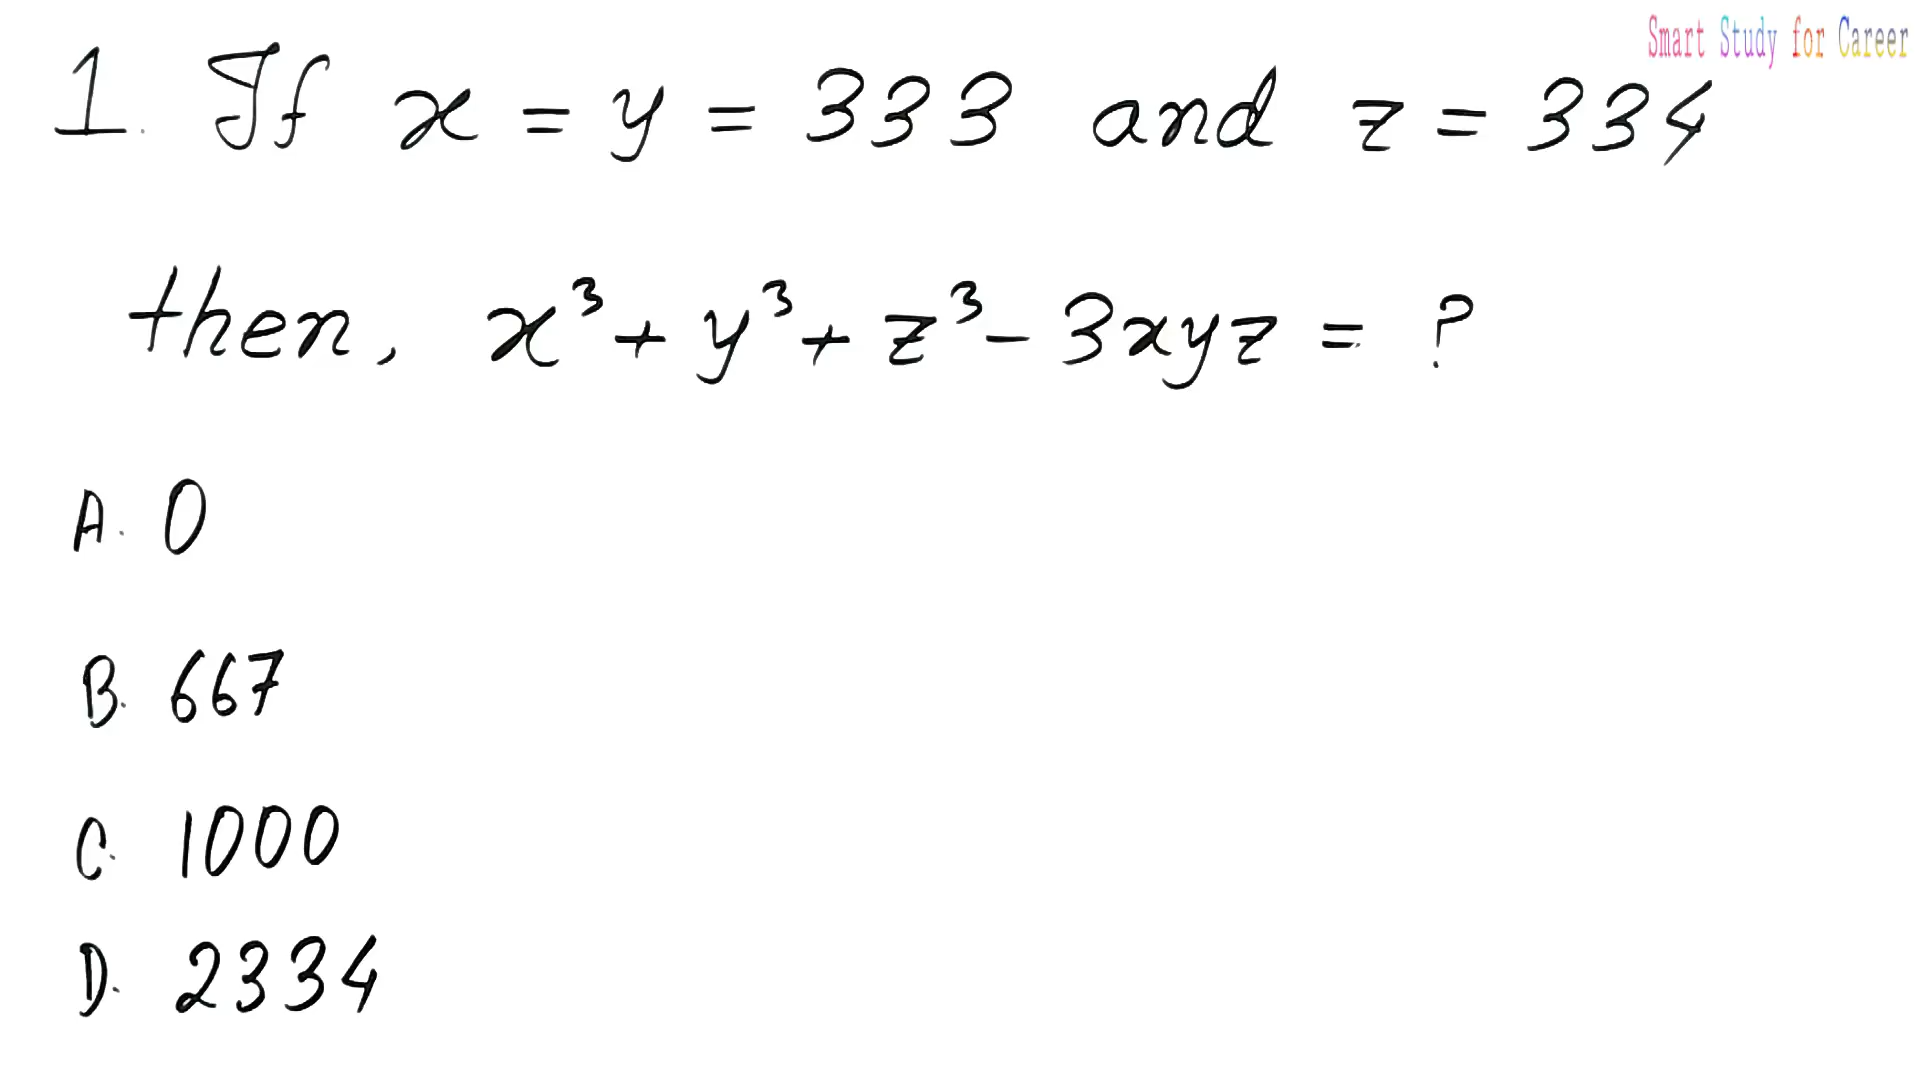 Smart Study for Career
1. If x = y = 333 and z = 334
then, x³ + y³ + z³ - 3xyz = ?
A. 0
B. 667
C. 1000
D. 2334